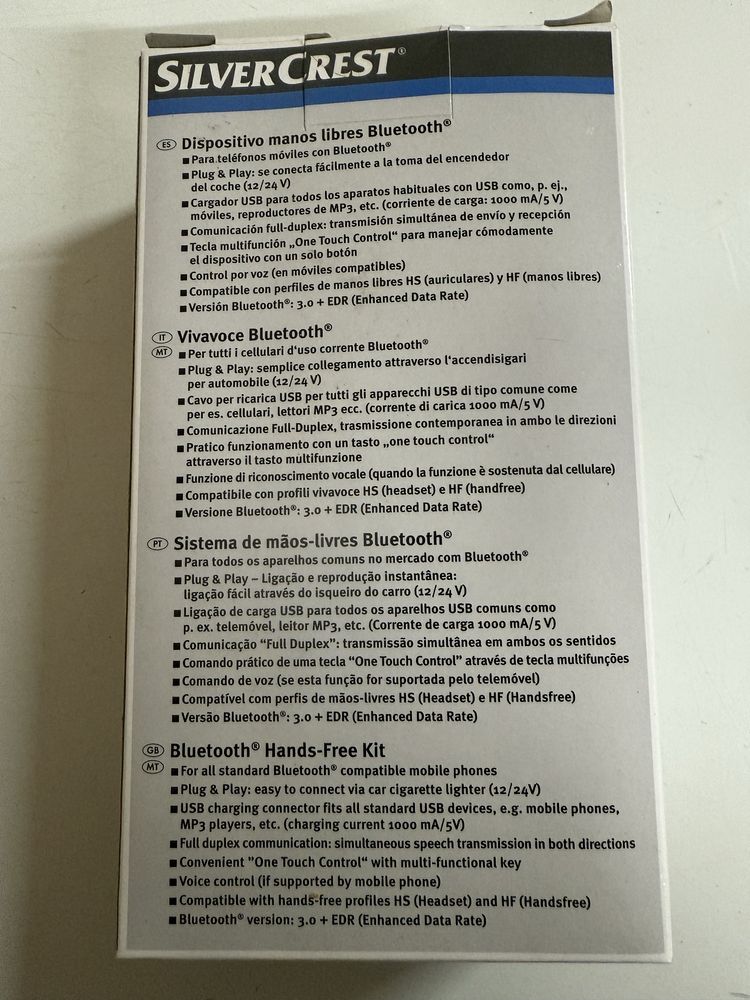 SILVERCREST®
ES Dispositivo manos libres Bluetooth®
■ Para teléfonos móviles con Bluetooth®
■ Plug & Play: se conecta fácilmente a la toma del encendedor
del coche (12/24 V)
■ Cargador USB para todos los aparatos habituales con USB como, p. ej.,
móviles, reproductores de MP3, etc. (corriente de carga: 1000 mA/5 V)
■ Comunicación full-duplex: transmisión simultánea de envío y recepción
■ Tecla multifunción „One Touch Control“ para manejar cómodamente
el dispositivo con un solo botón
■ Control por voz (en móviles compatibles)
■ Compatible con perfiles de manos libres HS (auriculares) y HF (manos libres)
■ Versión Bluetooth®: 3.0 + EDR (Enhanced Data Rate)
IT Vivavoce Bluetooth®
MT ■ Per tutti i cellulari d'uso corrente Bluetooth®
■ Plug & Play: semplice collegamento attraverso l'accendisigari
per automobile (12/24 V)
■ Cavo per ricarica USB per tutti gli apparecchi USB di tipo comune come
per es. cellulari, lettori MP3 ecc. (corrente di carica 1000 mA/5 V)
■ Comunicazione Full-Duplex, trasmissione contemporanea in ambo le direzioni
■ Pratico funzionamento con un tasto „one touch control“
attraverso il tasto multifunzione
■ Funzione di riconoscimento vocale (quando la funzione è sostenuta dal cellulare)
■ Compatibile con profili vivavoce HS (headset) e HF (handfree)
■ Versione Bluetooth®: 3.0 + EDR (Enhanced Data Rate)
PT Sistema de mãos-livres Bluetooth®
■ Para todos os aparelhos comuns no mercado com Bluetooth®
■ Plug & Play – Ligação e reprodução instantânea:
ligação fácil através do isqueiro do carro (12/24 V)
■ Ligação de carga USB para todos os aparelhos USB comuns como
p. ex. telemóvel, leitor MP3, etc. (Corrente de carga 1000 mA/5 V)
■ Comunicação “Full Duplex”: transmissão simultânea em ambos os sentidos
■ Comando prático de uma tecla “One Touch Control” através de tecla multifunções
■ Comando de voz (se esta função for suportada pelo telemóvel)
■ Compatível com perfis de mãos-livres HS (Headset) e HF (Handsfree)
■ Versão Bluetooth®: 3.0 + EDR (Enhanced Data Rate)
GB Bluetooth® Hands-Free Kit
MT ■ For all standard Bluetooth® compatible mobile phones
■ Plug & Play: easy to connect via car cigarette lighter (12/24V)
■ USB charging connector fits all standard USB devices, e.g. mobile phones,
MP3 players, etc. (charging current 1000 mA/5V)
■ Full duplex communication: simultaneous speech transmission in both directions
■ Convenient ”One Touch Control“ with multi-functional key
■ Voice control (if supported by mobile phone)
■ Compatible with hands-free profiles HS (Headset) and HF (Handsfree)
■ Bluetooth® version: 3.0 + EDR (Enhanced Data Rate)